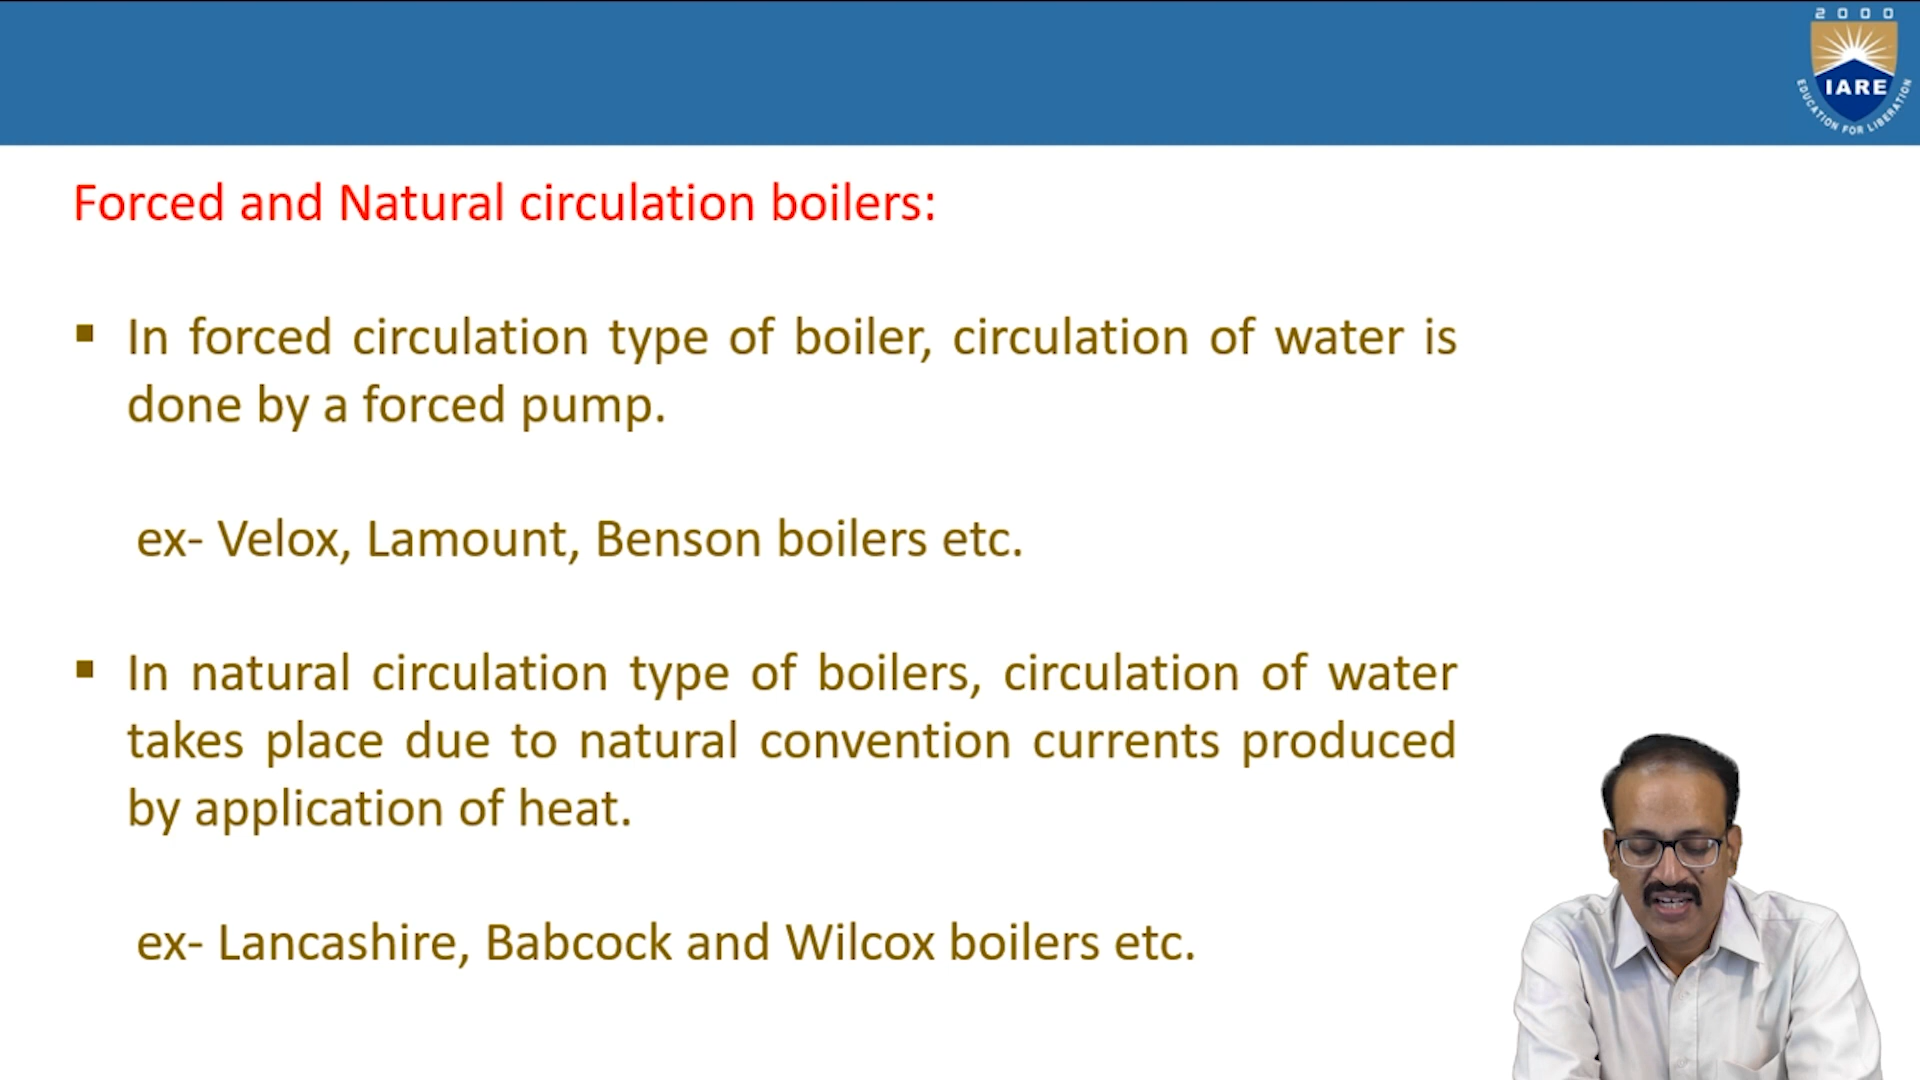 2000
IARE
EDUCATION FOR LIBERATION
Forced and Natural circulation boilers:
▪ In forced circulation type of boiler, circulation of water is
done by a forced pump.
ex- Velox, Lamount, Benson boilers etc.
▪ In natural circulation type of boilers, circulation of water
takes place due to natural convention currents produced
by application of heat.
ex- Lancashire, Babcock and Wilcox boilers etc.